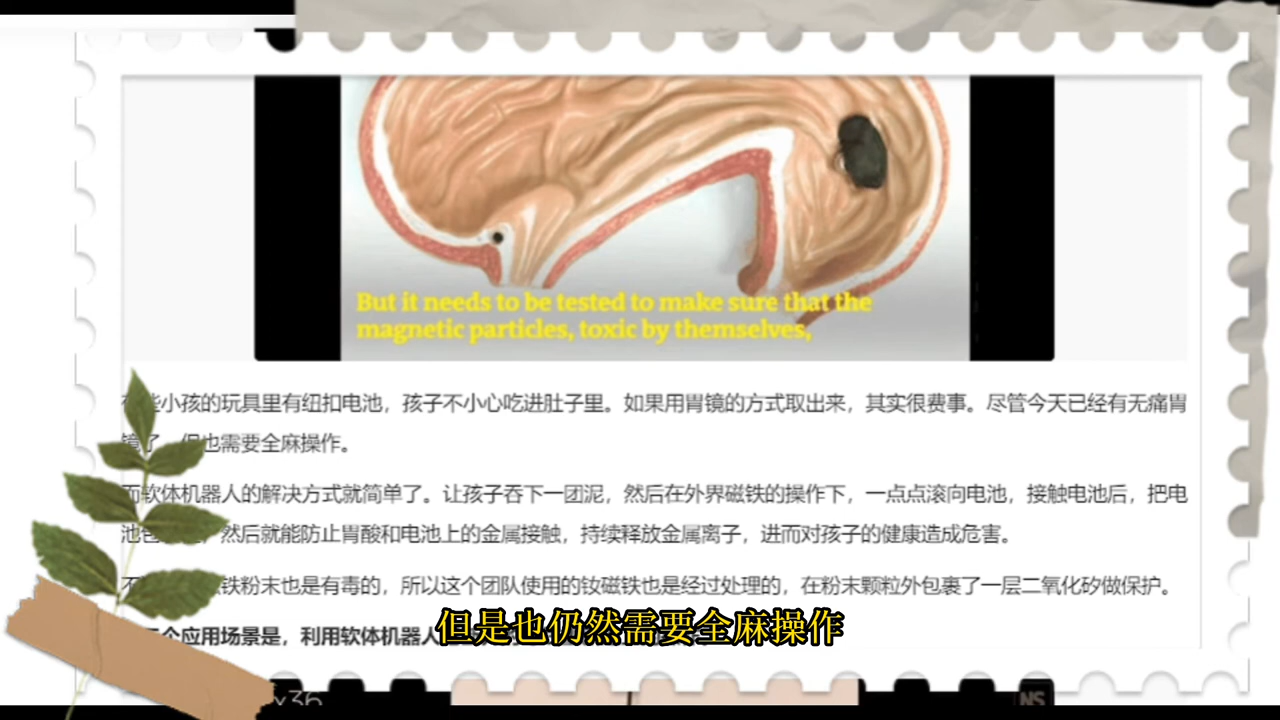 But it needs to be tested to make sure that the
magnetic particles, toxic by themselves,
小孩的玩具里有纽扣电池，孩子不小心吃进肚子里。如果用胃镜的方式取出来，其实很费事。尽管今天已经有无痛胃
镜了，但也需要全麻操作。
而软体机器人的解决方式就简单了。让孩子吞下一团泥，然后在外界磁铁的操作下，一点点滚向电池，接触电池后，把电
池 然后就能防止胃酸和电池上的金属接触，持续释放金属离子，进而对孩子的健康造成危害。
铁粉末也是有毒的，所以这个团队使用的钕磁铁也是经过处理的，在粉末颗粒外包裹了一层二氧化矽做保护。
个应用场景是，利用软体机器人
但是也仍然需要全麻操作
x36
NS